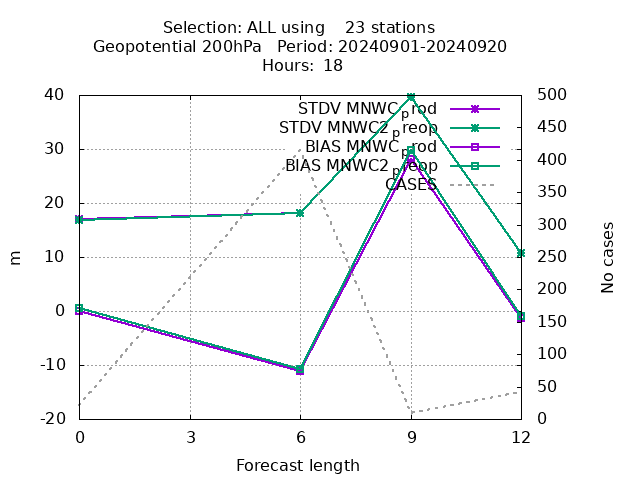 Selection: ALL using    23 stations
Geopotential 200hPa   Period: 20240901-20240920
Hours: 18
STDV MNWC_prod
STDV MNWC2_preop
BIAS MNWC_prod
BIAS MNWC2_preop
CASES
40
30
20
10
0
-10
-20
m
500
450
400
350
300
250
200
150
100
50
0
No cases
0 3 6 9 12
Forecast length